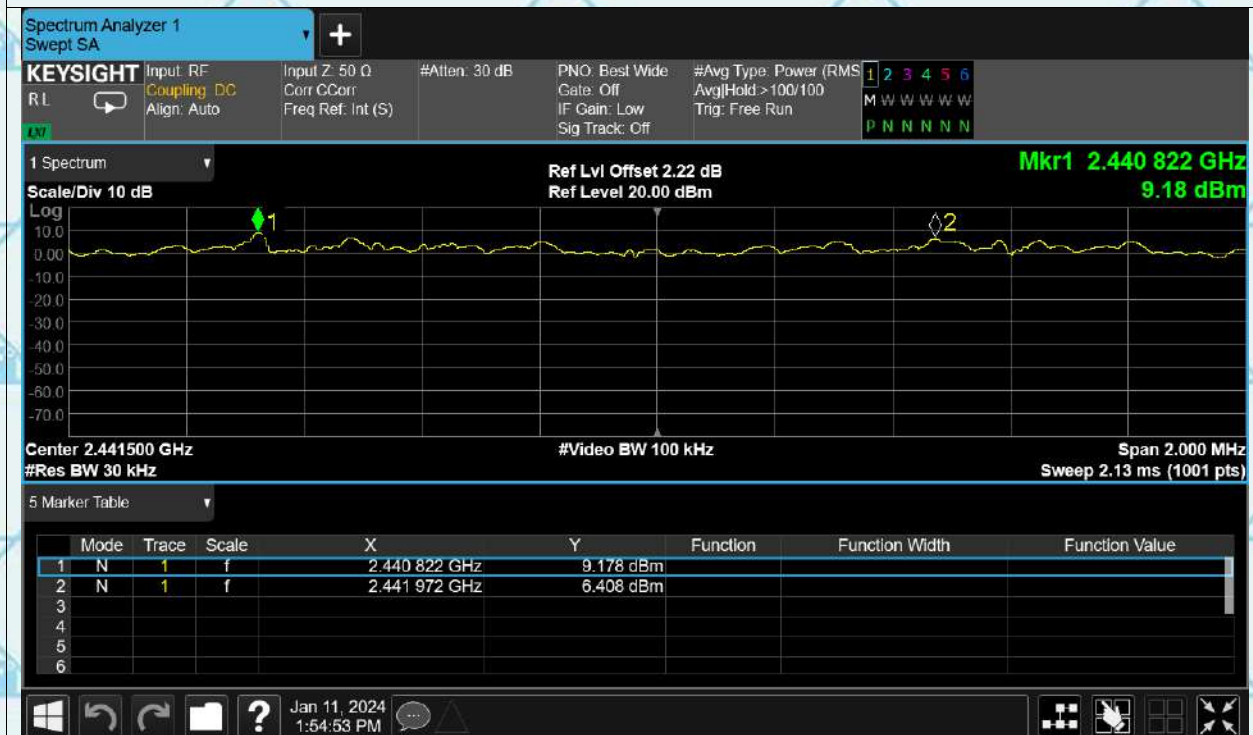 Spectrum Analyzer 1
Swept SA
+
KEYSIGHT
RL
LXI
Input: RF
Coupling: DC
Align: Auto
Input Z: 50 Ω
Corr CCorr
Freq Ref: Int (S)
#Atten: 30 dB
PNO: Best Wide
Gate: Off
IF Gain: Low
Sig Track: Off
#Avg Type: Power (RMS
Avg|Hold:>100/100
Trig: Free Run
1 2 3 4 5 6
M W W W W W
P N N N N N
1 Spectrum
Scale/Div 10 dB
Ref Lvl Offset 2.22 dB
Ref Level 20.00 dBm
Mkr1 2.440 822 GHz
9.18 dBm
Log
10.0
0.00
-10.0
-20.0
-30.0
-40.0
-50.0
-60.0
-70.0
1
2
Center 2.441500 GHz
#Res BW 30 kHz
#Video BW 100 kHz
Span 2.000 MHz
Sweep 2.13 ms (1001 pts)
5 Marker Table
Mode Trace Scale X Y Function Function Width Function Value
1 N 1 f 2.440 822 GHz 9.178 dBm
2 N 1 f 2.441 972 GHz 6.408 dBm
3
4
5
6
?
Jan 11, 2024
1:54:53 PM